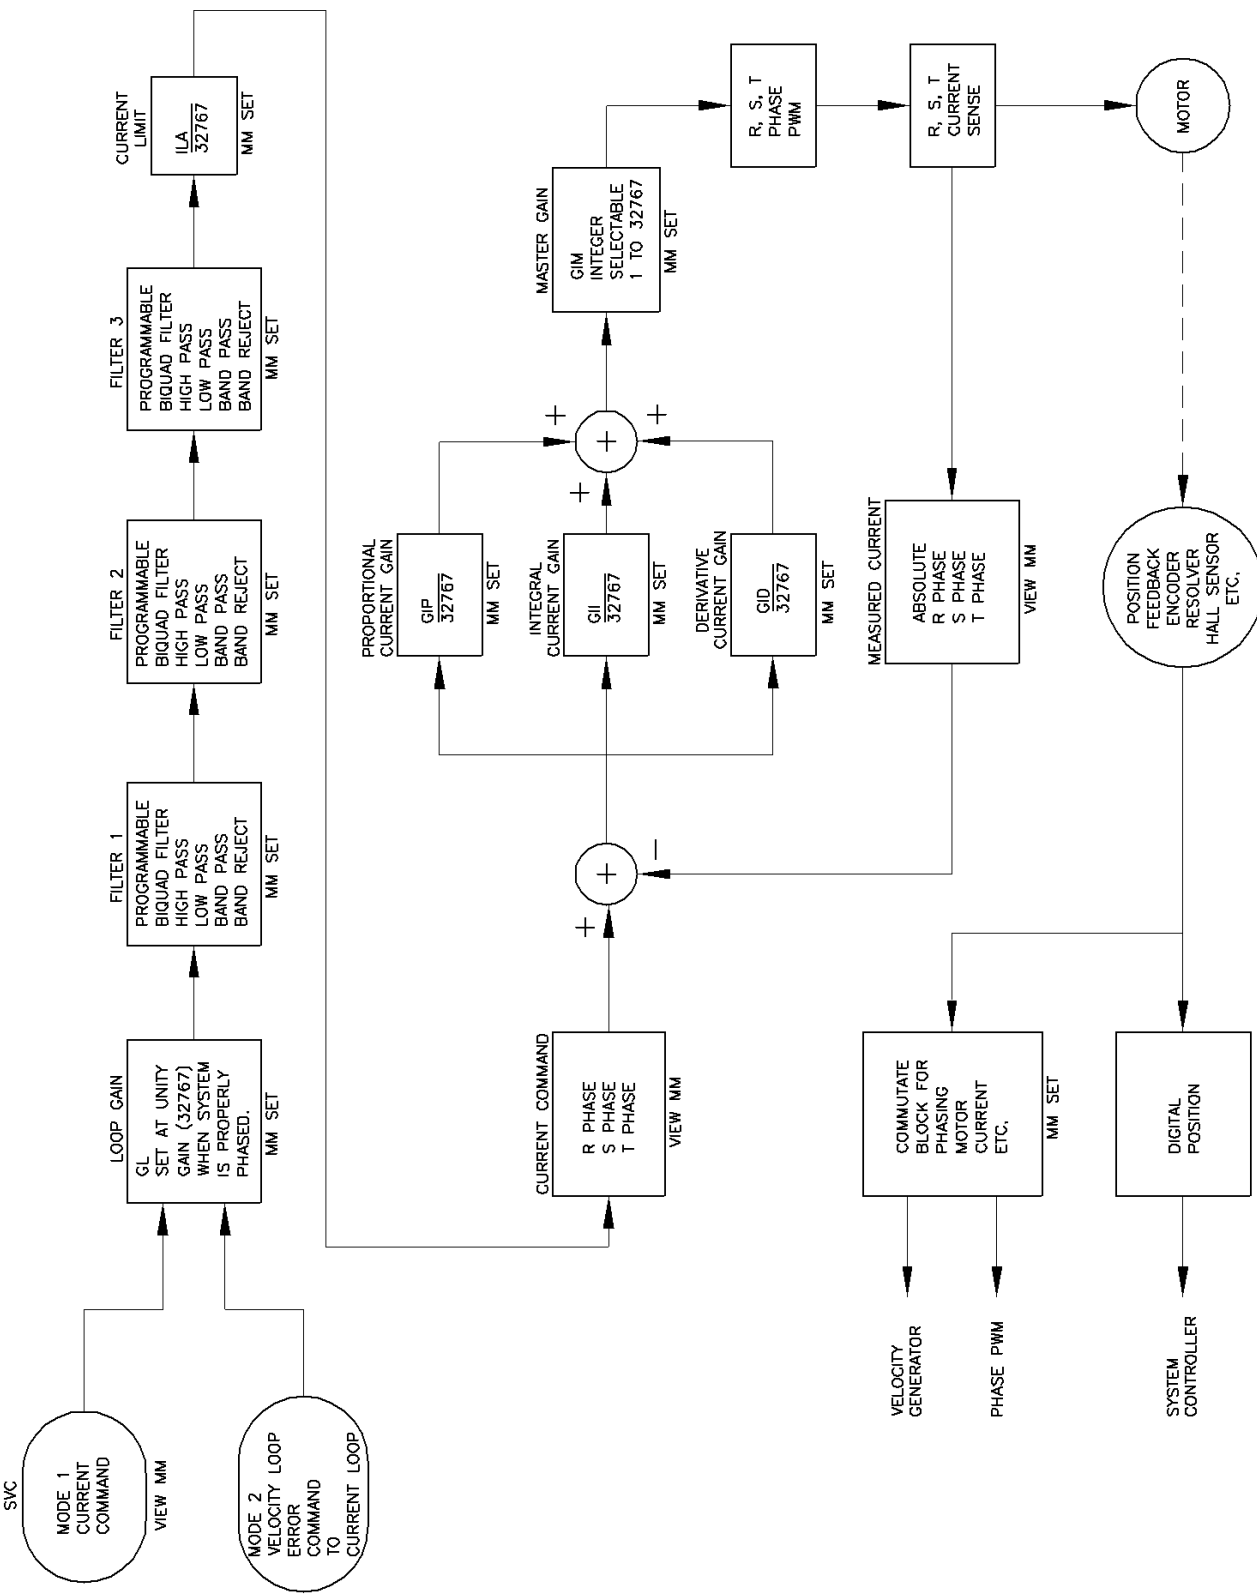 SVC
MODE 1
CURRENT
COMMAND
VIEW MM
MODE 2
VELOCITY LOOP
ERROR
COMMAND
TO
CURRENT LOOP
LOOP GAIN
GL
SET AT UNITY
GAIN (32767)
WHEN SYSTEM
IS PROPERLY
PHASED.
MM SET
FILTER 1
PROGRAMMABLE
BIQUAD FILTER
HIGH PASS
LOW PASS
BAND PASS
BAND REJECT
MM SET
FILTER 2
PROGRAMMABLE
BIQUAD FILTER
HIGH PASS
LOW PASS
BAND PASS
BAND REJECT
MM SET
FILTER 3
PROGRAMMABLE
BIQUAD FILTER
HIGH PASS
LOW PASS
BAND PASS
BAND REJECT
MM SET
CURRENT
LIMIT
ILA
32767
MM SET
CURRENT COMMAND
R PHASE
S PHASE
T PHASE
VIEW MM
+
+
−
PROPORTIONAL
CURRENT GAIN
GIP
32767
MM SET
INTEGRAL
CURRENT GAIN
GII
32767
MM SET
DERIVATIVE
CURRENT GAIN
GID
32767
MM SET
+
+
+
+
MASTER GAIN
GIM
INTEGER
SELECTABLE
1 TO 32767
MM SET
R, S, T
PHASE
PWM
R, S, T
CURRENT
SENSE
MOTOR
MEASURED CURRENT
ABSOLUTE
R PHASE
S PHASE
T PHASE
VIEW MM
POSITION
FEEDBACK
ENCODER
RESOLVER
HALL SENSOR
ETC.
COMMUTATE
BLOCK FOR
PHASING
MOTOR
CURRENT
ETC.
MM SET
VELOCITY
GENERATOR
PHASE PWM
DIGITAL
POSITION
SYSTEM
CONTROLLER